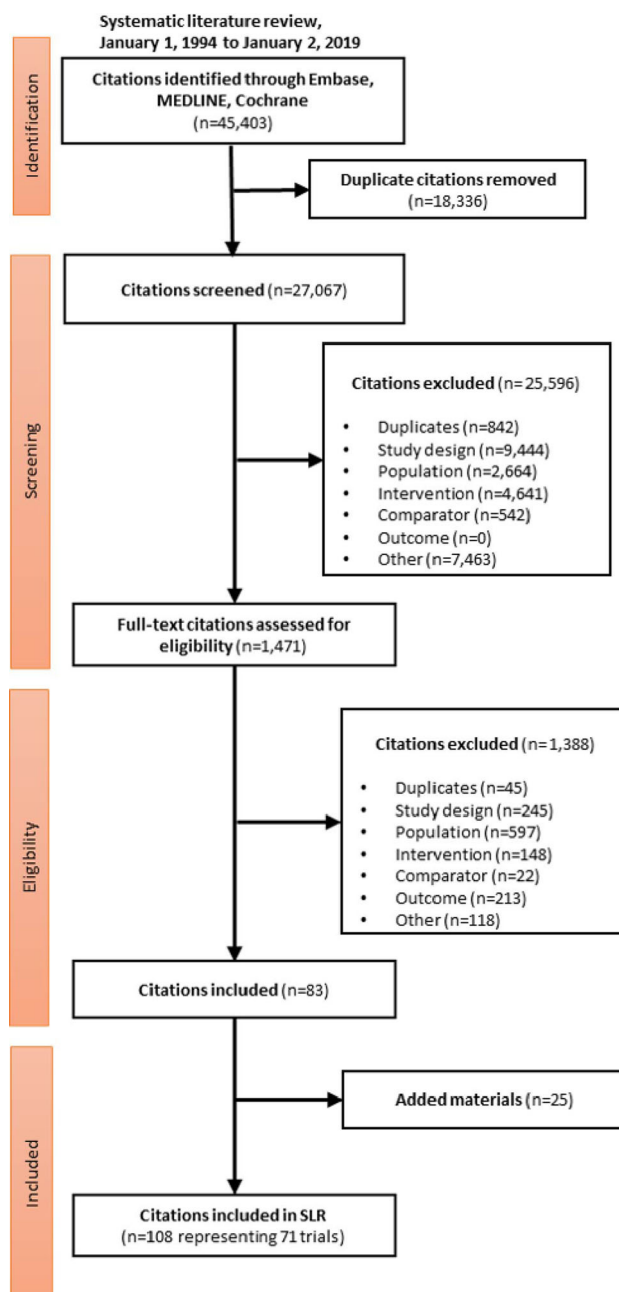 Systematic literature review,
January 1, 1994 to January 2, 2019
Identification
Citations identified through Embase,
MEDLINE, Cochrane
(n=45,403)
Duplicate citations removed
(n=18,336)
Screening
Citations screened (n=27,067)
Citations excluded (n= 25,596)
• Duplicates (n=842)
• Study design (n=9,444)
• Population (n=2,664)
• Intervention (n=4,641)
• Comparator (n=542)
• Outcome (n=0)
• Other (n=7,463)
Full-text citations assessed for
eligibility (n=1,471)
Eligibility
Citations excluded (n=1,388)
• Duplicates (n=45)
• Study design (n=245)
• Population (n=597)
• Intervention (n=148)
• Comparator (n=22)
• Outcome (n=213)
• Other (n=118)
Citations included (n=83)
Included
Added materials (n=25)
Citations included in SLR
(n=108 representing 71 trials)